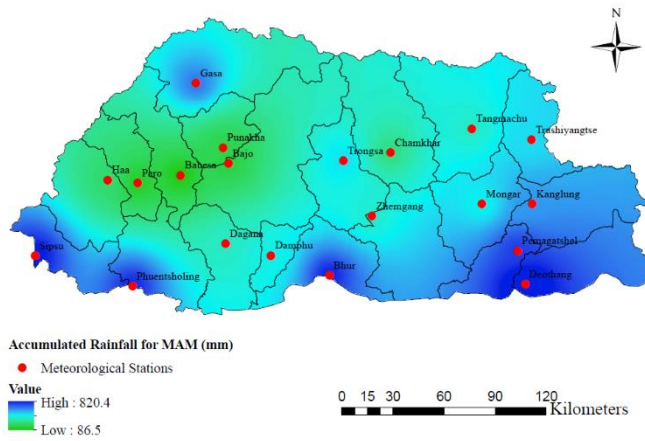 N
Gasa
Punakha
Bajo
Tangmachu
Trashiyangtse
Trongsa
Chamkhar
Haa
Paro
Babesa
Mongar
Kanglung
Zhemgang
Dagana
Damphu
Pemagatshel
Sipsu
Phuentsholing
Bhur
Deothang
Accumulated Rainfall for MAM (mm)
Meteorological Stations
Value
High : 820.4
Low : 86.5
0 15 30 60 90 120
Kilometers